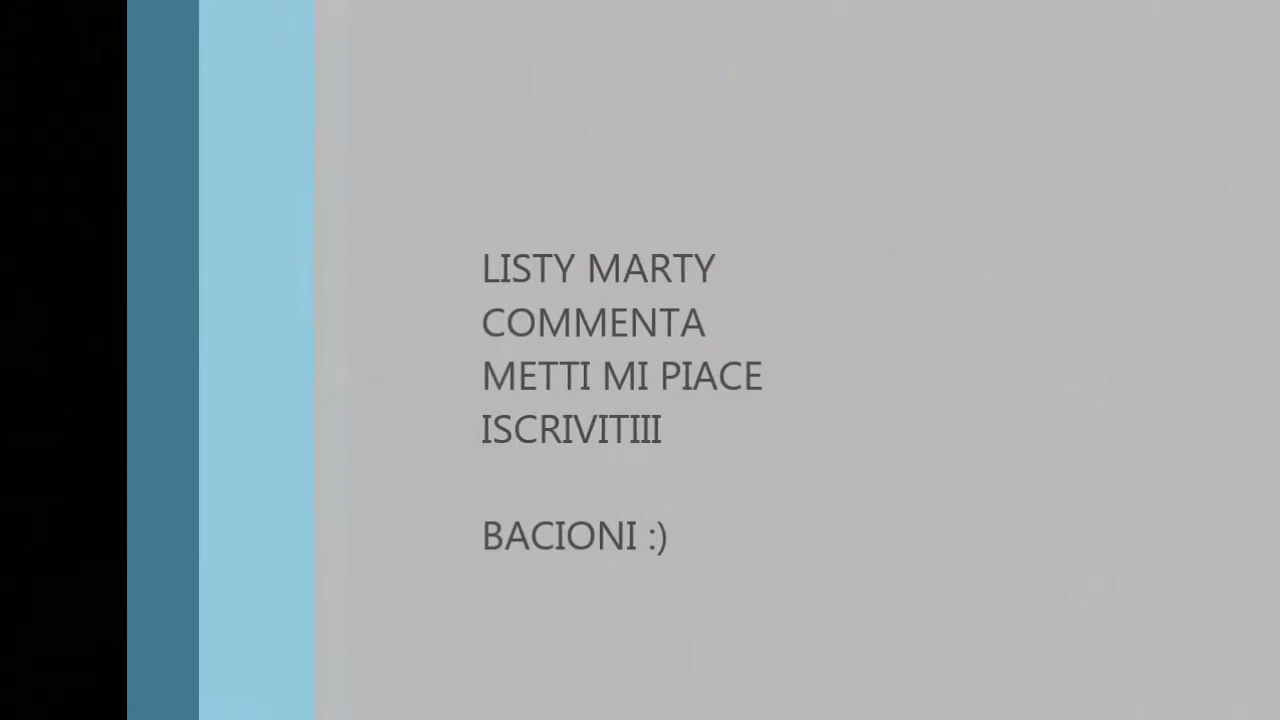 LISTY MARTY
COMMENTA
METTI MI PIACE
ISCRIVITIII
BACIONI :)